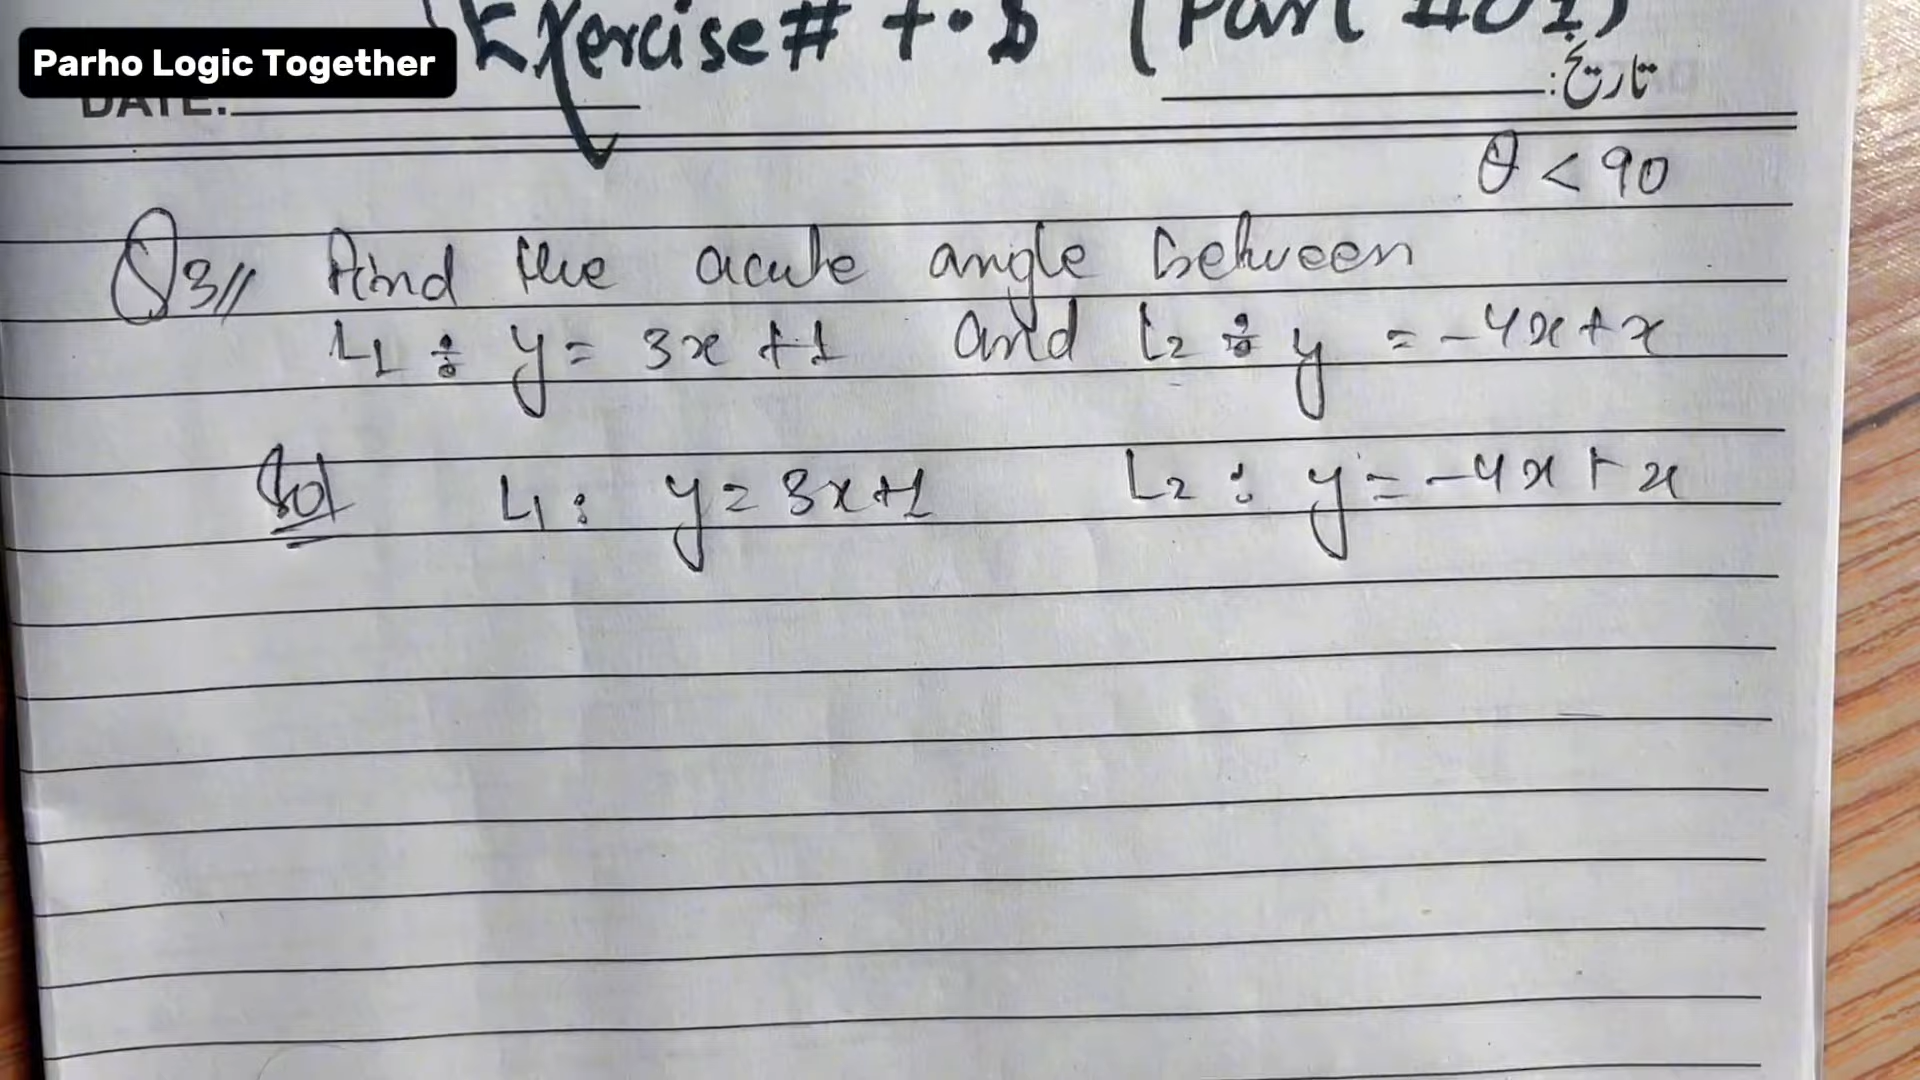 Parho Logic Together
Exercise# 7.3 (Part #01)
DATE: تاریخ:
θ < 90
Q3// Find the acute angle between
L1 : y = 3x + 1 and L2 : y = -4x + x
Sol L1 : y = 3x+1 L2 : y = -4x + x